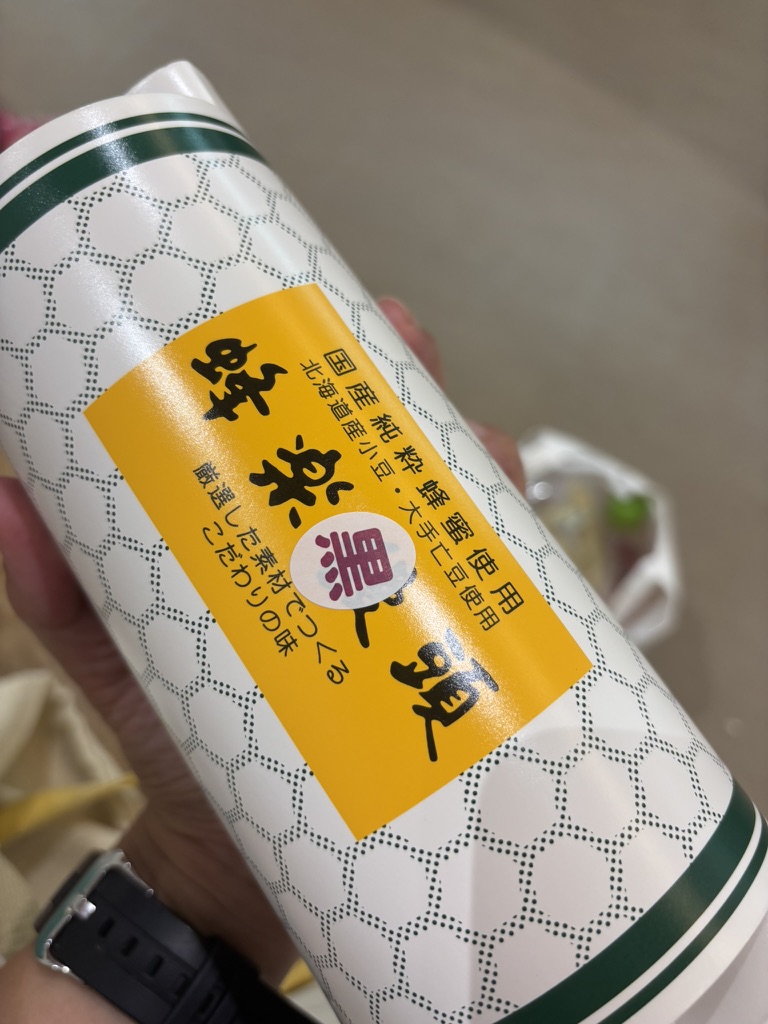 国産純粋蜂蜜使用
北海道産小豆・大手亡豆使用
蜂楽
頭
黒
厳選した素材でつくる
こだわりの味